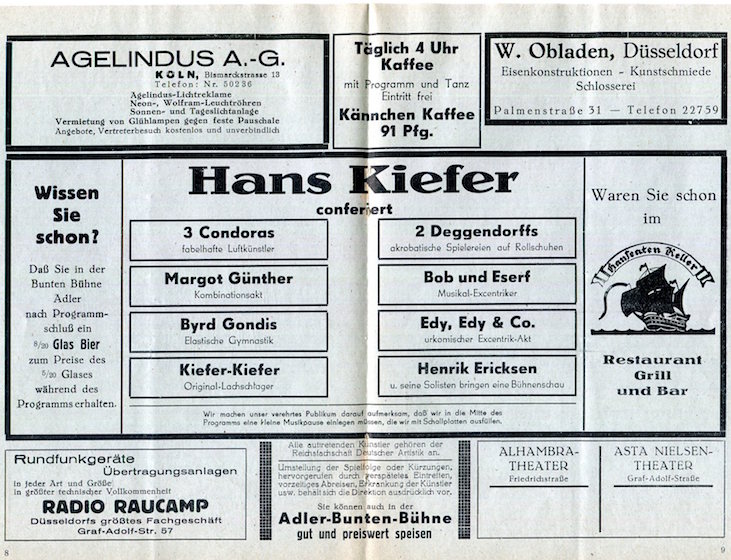 AGELINDUS A.-G.
KÖLN, Bismarckstrasse 13
Telefon: Nr. 50236
Agelindus-Lichtreklame
Neon-, Wolfram-Leuchtröhren
Sonnen- und Tageslichtanlage
Vermietung von Glühlampen gegen feste Pauschale
Angebote, Vertreterbesuch kostenlos und unverbindlich
Täglich 4 Uhr
Kaffee
mit Programm und Tanz
Eintritt frei
Kännchen Kaffee
91 Pfg.
W. Obladen, Düsseldorf
Eisenkonstruktionen - Kunstschmiede
Schlosserei
Palmenstraße 31 — Telefon 22759
Wissen
Sie
schon?
Daß Sie in der
Bunten Bühne
Adler
nach Programm-
schluß ein
8/20 Glas Bier
zum Preise des
5/20 Glases
während des
Programms erhalten.
Hans Kiefer
conferiert
3 Condoras
fabelhafte Luftkünstler
Margot Günther
Kombinationsakt
Byrd Gondis
Elastische Gymnastik
Kiefer-Kiefer
Original-Lachschlager
2 Deggendorffs
akrobatische Spielereien auf Rollschuhen
Bob und Eserf
Musikal-Excentriker
Edy, Edy & Co.
urkomischer Excentrik-Akt
Henrik Ericksen
u. seine Solisten bringen eine Bühnenschau
Wir machen unser verehrtes Publikum darauf aufmerksam, daß wir in die Mitte des
Programms eine kleine Musikpause einlegen müssen, die wir mit Schallplatten ausfüllen.
Waren Sie schon
im
Hanseaten Keller
Restaurant
Grill
und Bar
Rundfunkgeräte
Übertragungsanlagen
in jeder Art und Größe
in größter technischer Vollkommenheit
RADIO RAUCAMP
Düsseldorfs größtes Fachgeschäft
Graf-Adolf-Str. 57
Alle auftretenden Künstler gehören der
Reichsfachschaft Deutscher Artistik an.
Umstellung der Spielfolge oder Kürzungen,
hervorgerufen durch verspätetes Eintreffen,
vorzeitiges Abreisen, Erkrankung der Künstler
usw. behält sich die Direktion ausdrücklich vor.
Sie können auch in der
Adler-Bunten-Bühne
gut und preiswert speisen
ALHAMBRA-
THEATER
Friedrichstraße
ASTA NIELSEN-
THEATER
Graf-Adolf-Straße
8
9